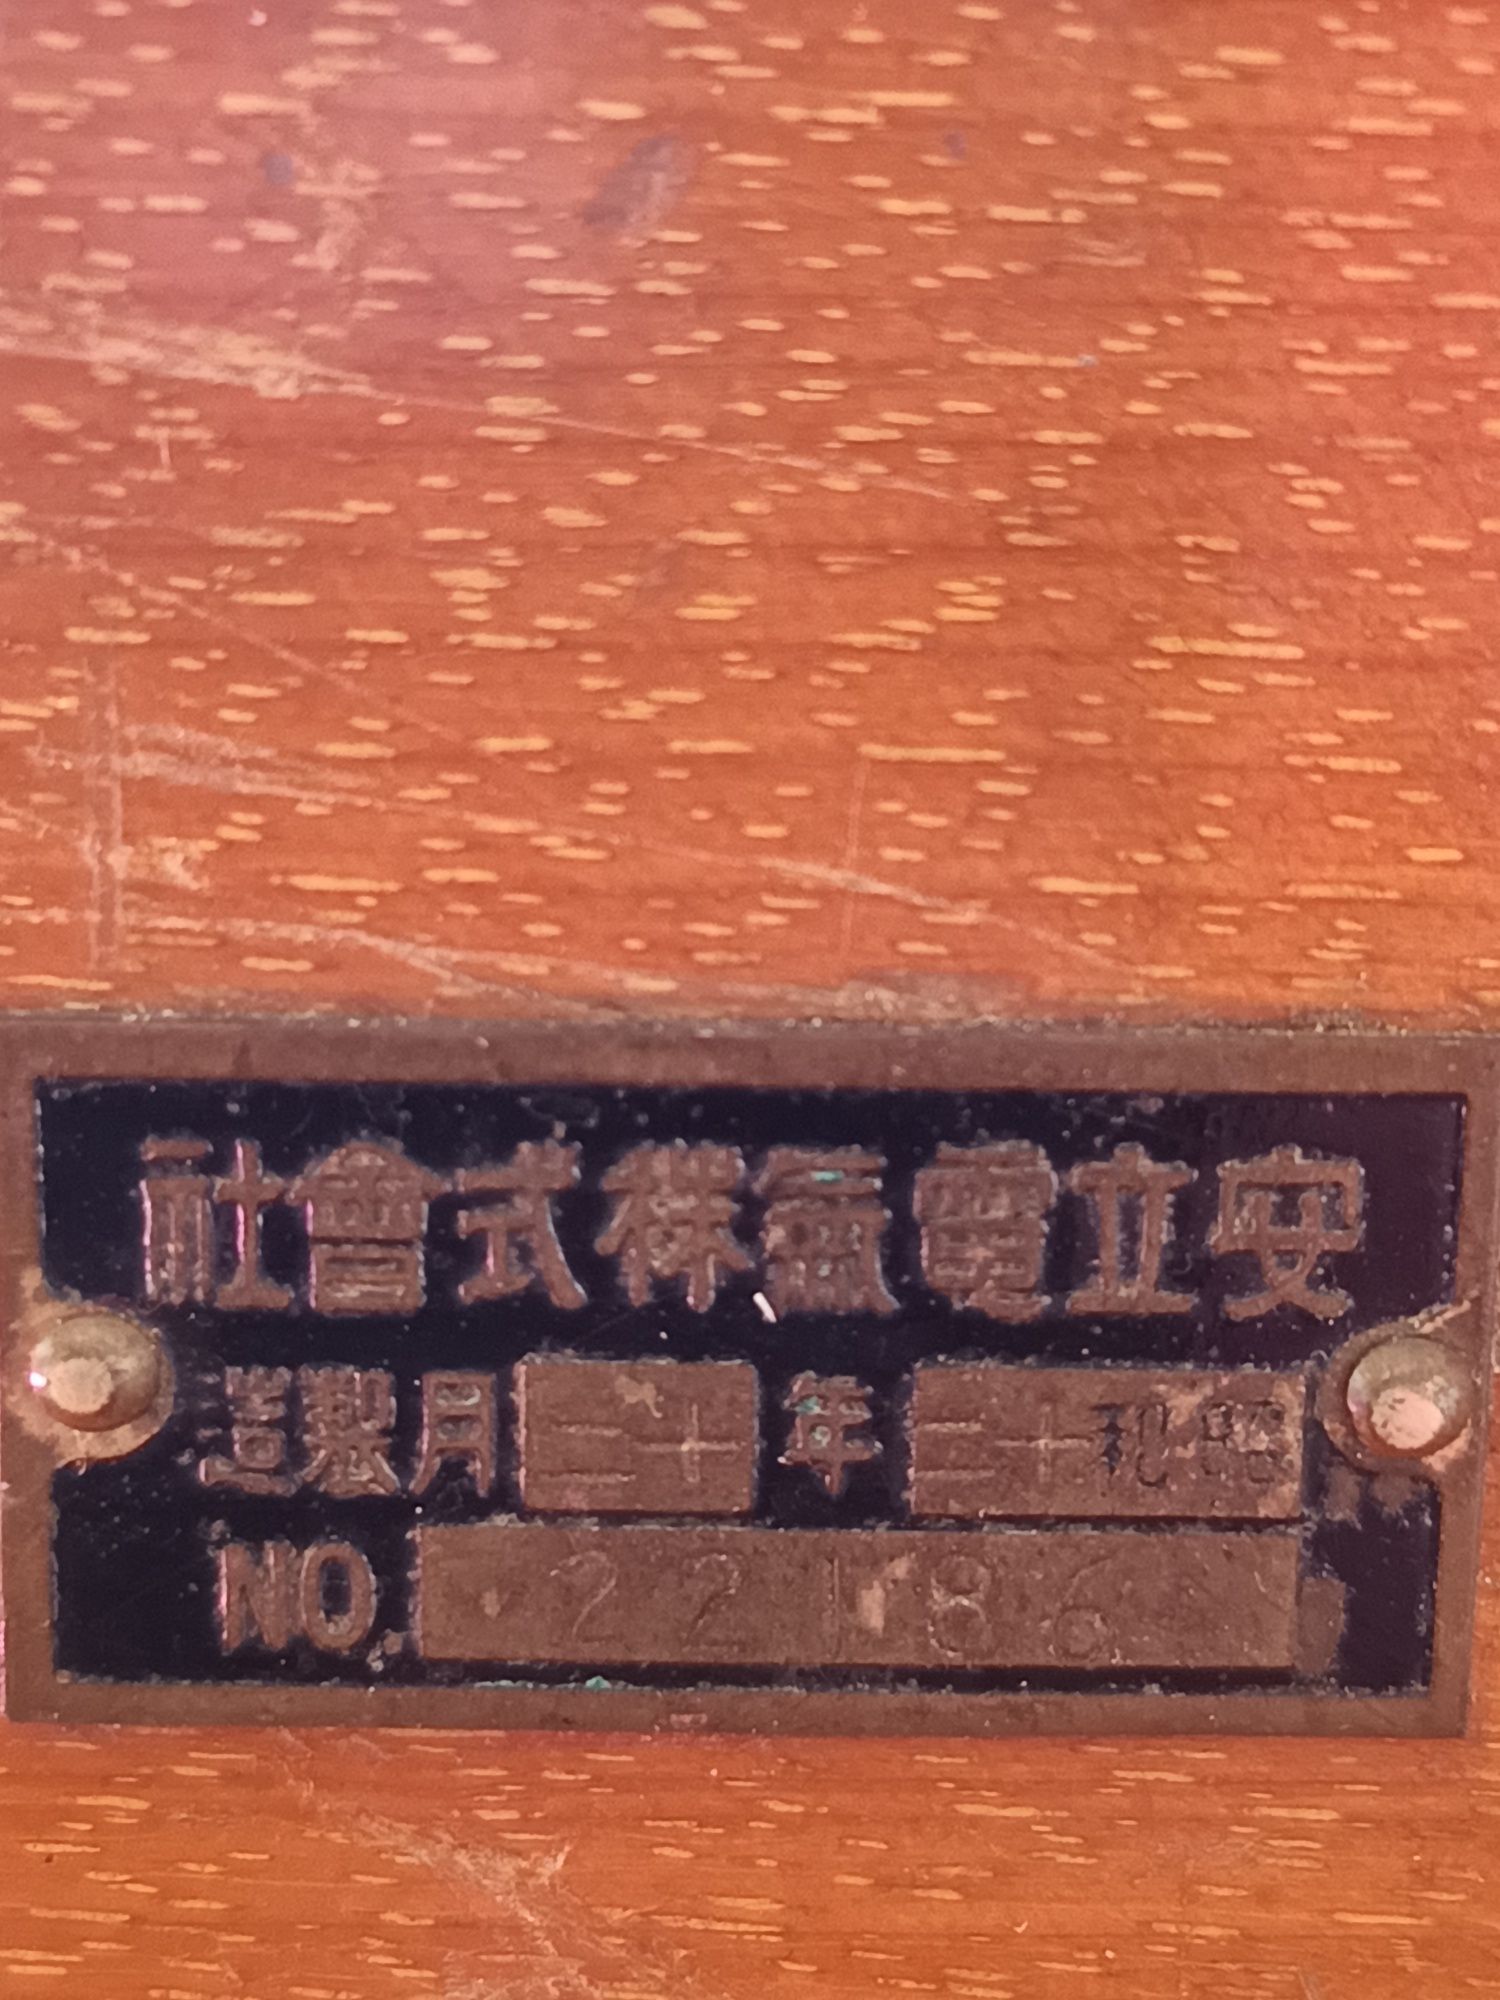 安立電氣株式會社
昭和十二年十二月製造
NO. 22186